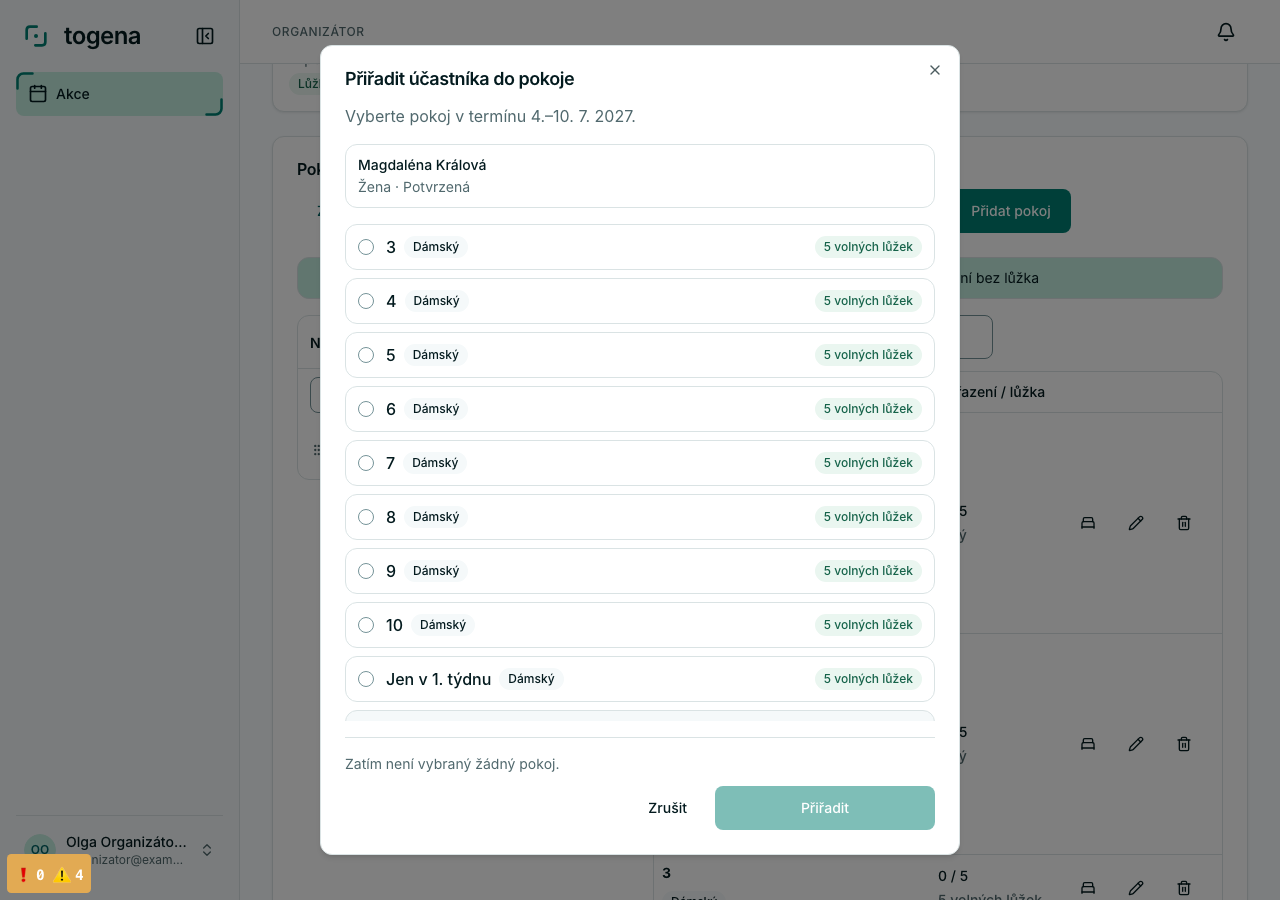 togena
ORGANIZÁTOR
Akce
Přiřadit účastníka do pokoje
Vyberte pokoj v termínu 4.–10. 7. 2027.
Magdaléna Králová
Žena · Potvrzená
3 Dámský 5 volných lůžek
4 Dámský 5 volných lůžek
5 Dámský 5 volných lůžek
6 Dámský 5 volných lůžek
7 Dámský 5 volných lůžek
8 Dámský 5 volných lůžek
9 Dámský 5 volných lůžek
10 Dámský 5 volných lůžek
Jen v 1. týdnu Dámský 5 volných lůžek
Zatím není vybraný žádný pokoj.
Zrušit Přiřadit
Přidat pokoj
bez lůžka
/ lůžka
3 0 / 5
Dámský 5 volných lůžek
OO Olga Organizáto...
0 4